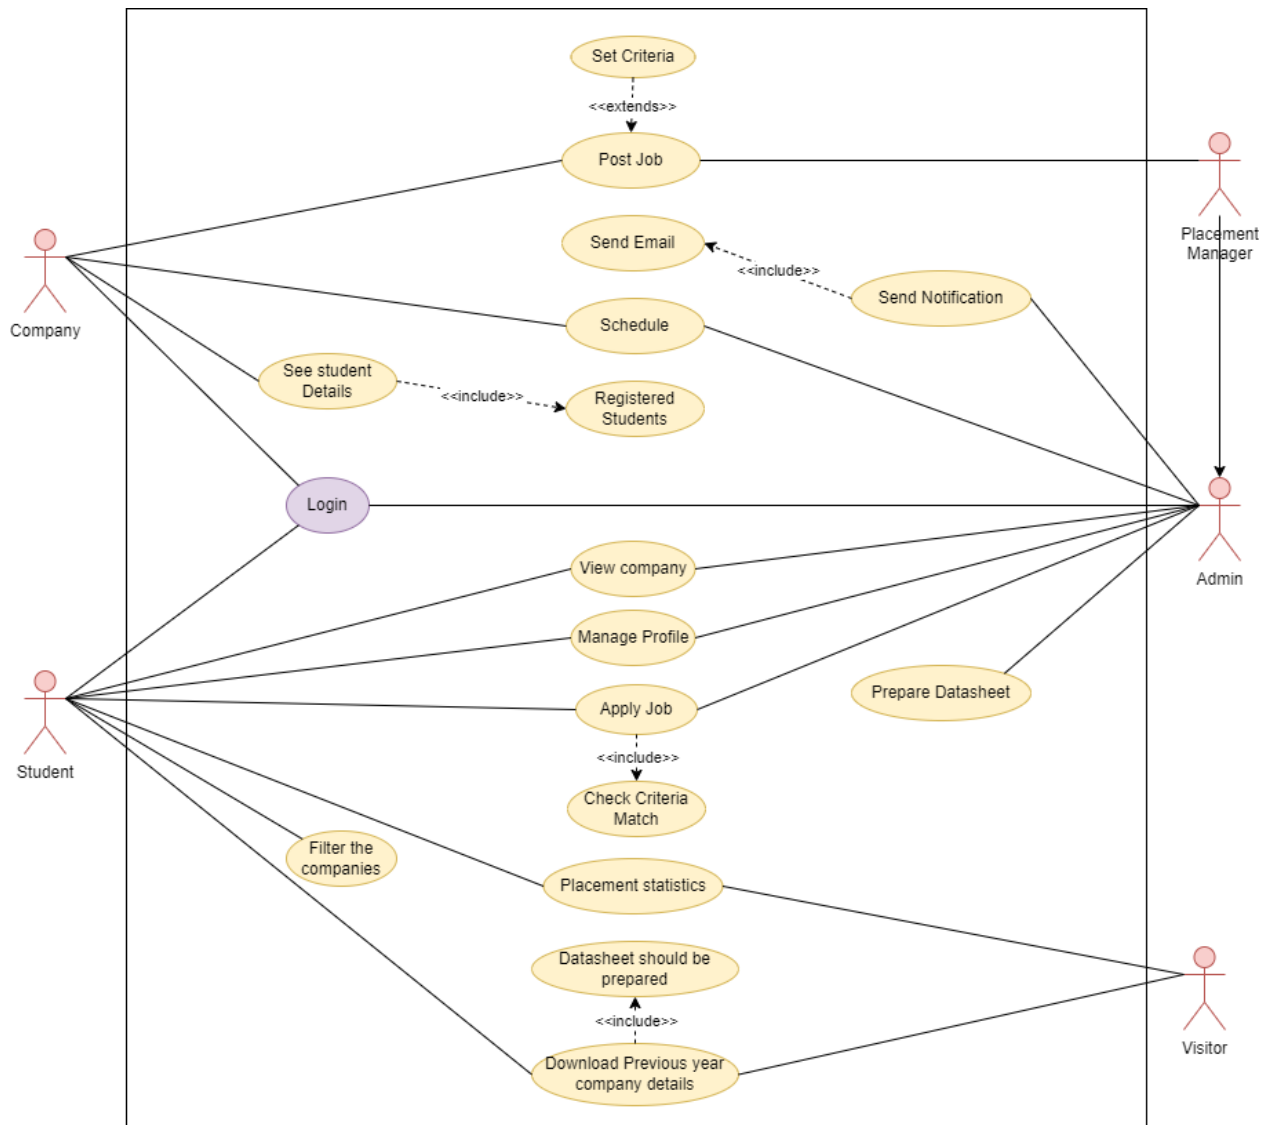 Set Criteria
<<extends>>
Post Job
Placement
Manager
Send Email
<<include>>
Send Notification
Company
Schedule
See student
Details
<<include>>
Registered
Students
Login
View company
Admin
Manage Profile
Prepare Datasheet
Apply Job
Student
<<include>>
Check Criteria
Match
Filter the
companies
Placement statistics
Datasheet should be
prepared
<<include>>
Visitor
Download Previous year
company details